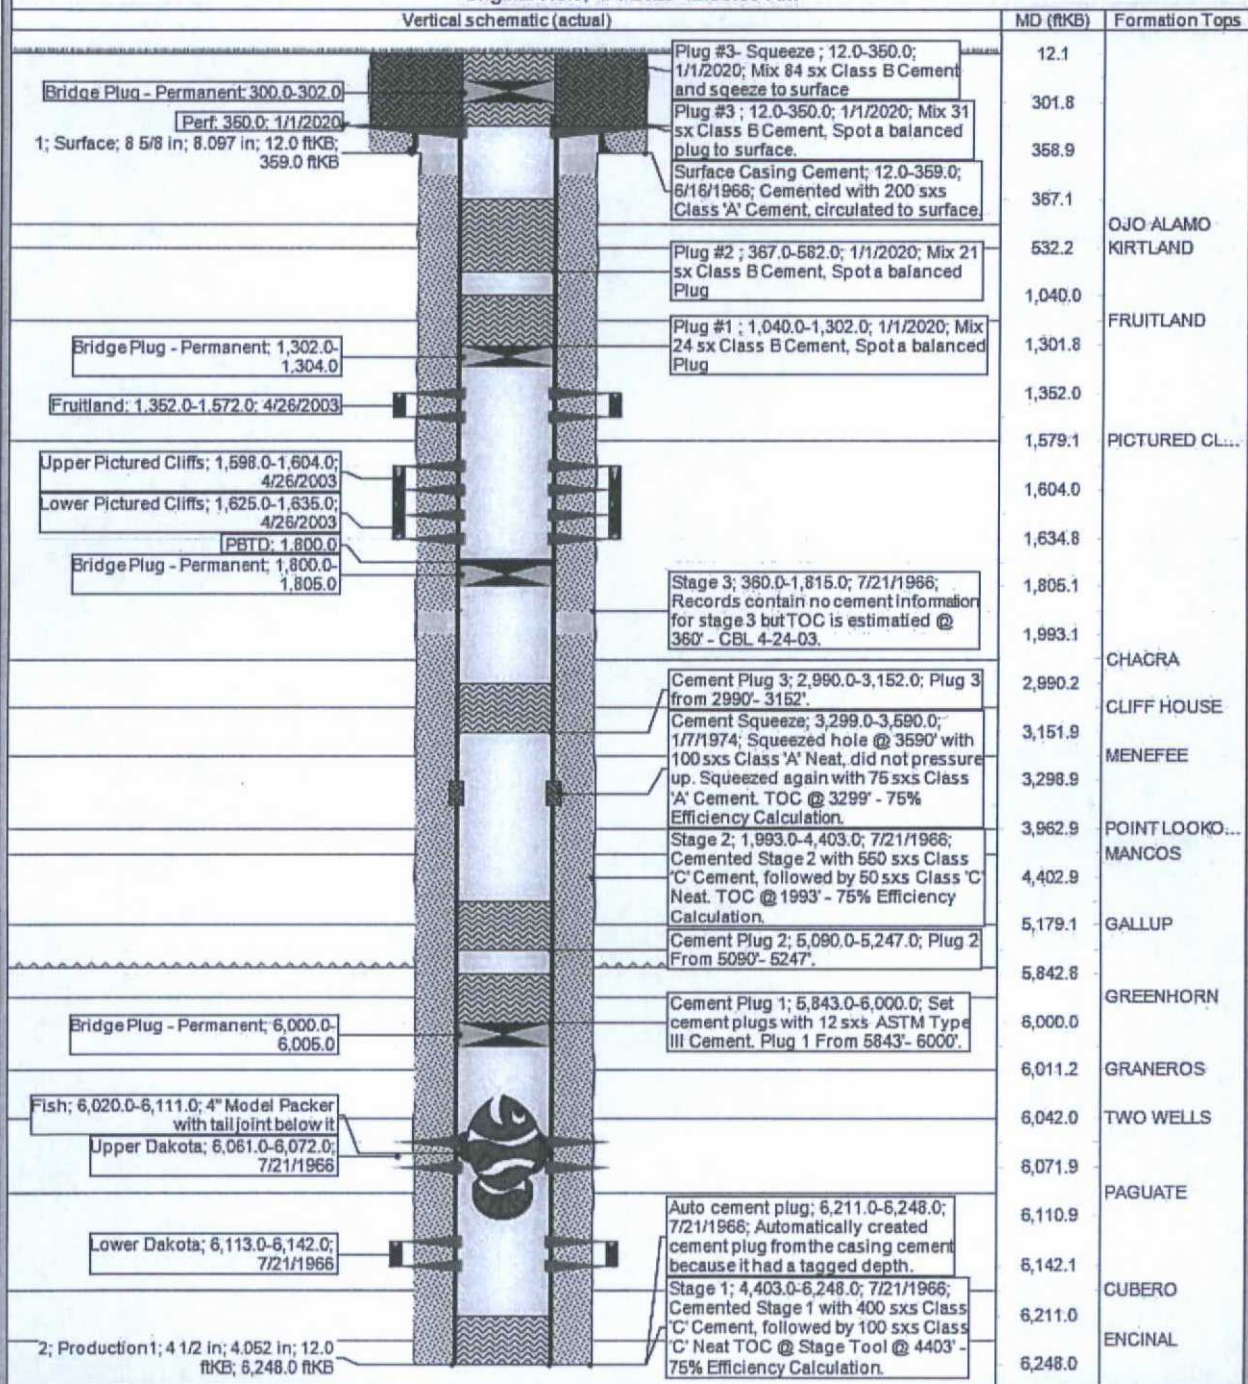 Vertical schematic (actual)
MD (ftKB)
Formation Tops
Bridge Plug - Permanent; 300.0-302.0
Perf; 350.0; 1/1/2020
1; Surface; 8 5/8 in; 8.097 in; 12.0 ftKB;
359.0 ftKB
Bridge Plug - Permanent; 1,302.0-
1,304.0
Fruitland; 1,352.0-1,572.0; 4/26/2003
Upper Pictured Cliffs; 1,598.0-1,604.0;
4/26/2003
Lower Pictured Cliffs; 1,625.0-1,635.0;
4/26/2003
PBTD; 1,800.0
Bridge Plug - Permanent; 1,800.0-
1,805.0
Bridge Plug - Permanent; 6,000.0-
6,005.0
Fish; 6,020.0-6,111.0; 4" Model Packer
with tail joint below it
Upper Dakota; 6,061.0-6,072.0;
7/21/1966
Lower Dakota; 6,113.0-6,142.0;
7/21/1966
2; Production1; 4 1/2 in; 4.052 in; 12.0
ftKB; 6,248.0 ftKB
Plug #3- Squeeze ; 12.0-350.0;
1/1/2020; Mix 84 sx Class B Cement
and sqeeze to surface
Plug #3 ; 12.0-350.0; 1/1/2020; Mix 31
sx Class B Cement, Spot a balanced
plug to surface.
Surface Casing Cement; 12.0-359.0;
6/16/1966; Cemented with 200 sxs
Class 'A' Cement, circulated to surface.
Plug #2 ; 367.0-582.0; 1/1/2020; Mix 21
sx Class B Cement, Spot a balanced
Plug
Plug #1 ; 1,040.0-1,302.0; 1/1/2020; Mix
24 sx Class B Cement, Spot a balanced
Plug
Stage 3; 360.0-1,815.0; 7/21/1966;
Records contain no cement information
for stage 3 but TOC is estimatied @
360' - CBL 4-24-03.
Cement Plug 3; 2,990.0-3,152.0; Plug 3
from 2990'- 3152'.
Cement Squeeze; 3,299.0-3,590.0;
1/7/1974; Squeezed hole @ 3590' with
100 sxs Class 'A' Neat, did not pressure
up. Squeezed again with 75 sxs Class
'A' Cement. TOC @ 3299' - 75%
Efficiency Calculation.
Stage 2; 1,993.0-4,403.0; 7/21/1966;
Cemented Stage 2 with 550 sxs Class
'C' Cement, followed by 50 sxs Class 'C'
Neat. TOC @ 1993' - 75% Efficiency
Calculation.
Cement Plug 2; 5,090.0-5,247.0; Plug 2
From 5090'- 5247'.
Cement Plug 1; 5,843.0-6,000.0; Set
cement plugs with 12 sxs ASTM Type
III Cement. Plug 1 From 5843'- 6000'.
Auto cement plug; 6,211.0-6,248.0;
7/21/1966; Automatically created
cement plug from the casing cement
because it had a tagged depth.
Stage 1; 4,403.0-6,248.0; 7/21/1966;
Cemented Stage 1 with 400 sxs Class
'C' Cement, followed by 100 sxs Class
'C' Neat TOC @ Stage Tool @ 4403' -
75% Efficiency Calculation.
12.1
301.8
358.9
367.1
532.2
1,040.0
1,301.8
1,352.0
1,579.1
1,604.0
1,634.8
1,805.1
1,993.1
2,990.2
3,151.9
3,298.9
3,962.9
4,402.9
5,179.1
5,842.8
6,000.0
6,011.2
6,042.0
6,071.9
6,110.9
6,142.1
6,211.0
6,248.0
OJO ALAMO
KIRTLAND
FRUITLAND
PICTURED CL...
CHACRA
CLIFF HOUSE
MENEFEE
POINT LOOKO...
MANCOS
GALLUP
GREENHORN
GRANEROS
TWO WELLS
PAGUATE
CUBERO
ENCINAL